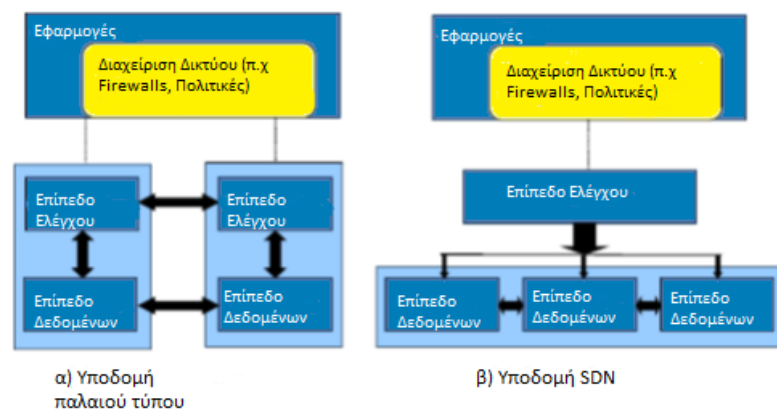 Εφαρμογές
Διαχείριση Δικτύου (π.χ
Firewalls, Πολιτικές)
Επίπεδο
Ελέγχου
Επίπεδο
Ελέγχου
Επίπεδο
Δεδομένων
Επίπεδο
Δεδομένων
α) Υποδομή
παλαιού τύπου
Εφαρμογές
Διαχείριση Δικτύου (π.χ
Firewalls, Πολιτικές)
Επίπεδο Ελέγχου
Επίπεδο
Δεδομένων
Επίπεδο
Δεδομένων
Επίπεδο
Δεδομένων
β) Υποδομή SDN